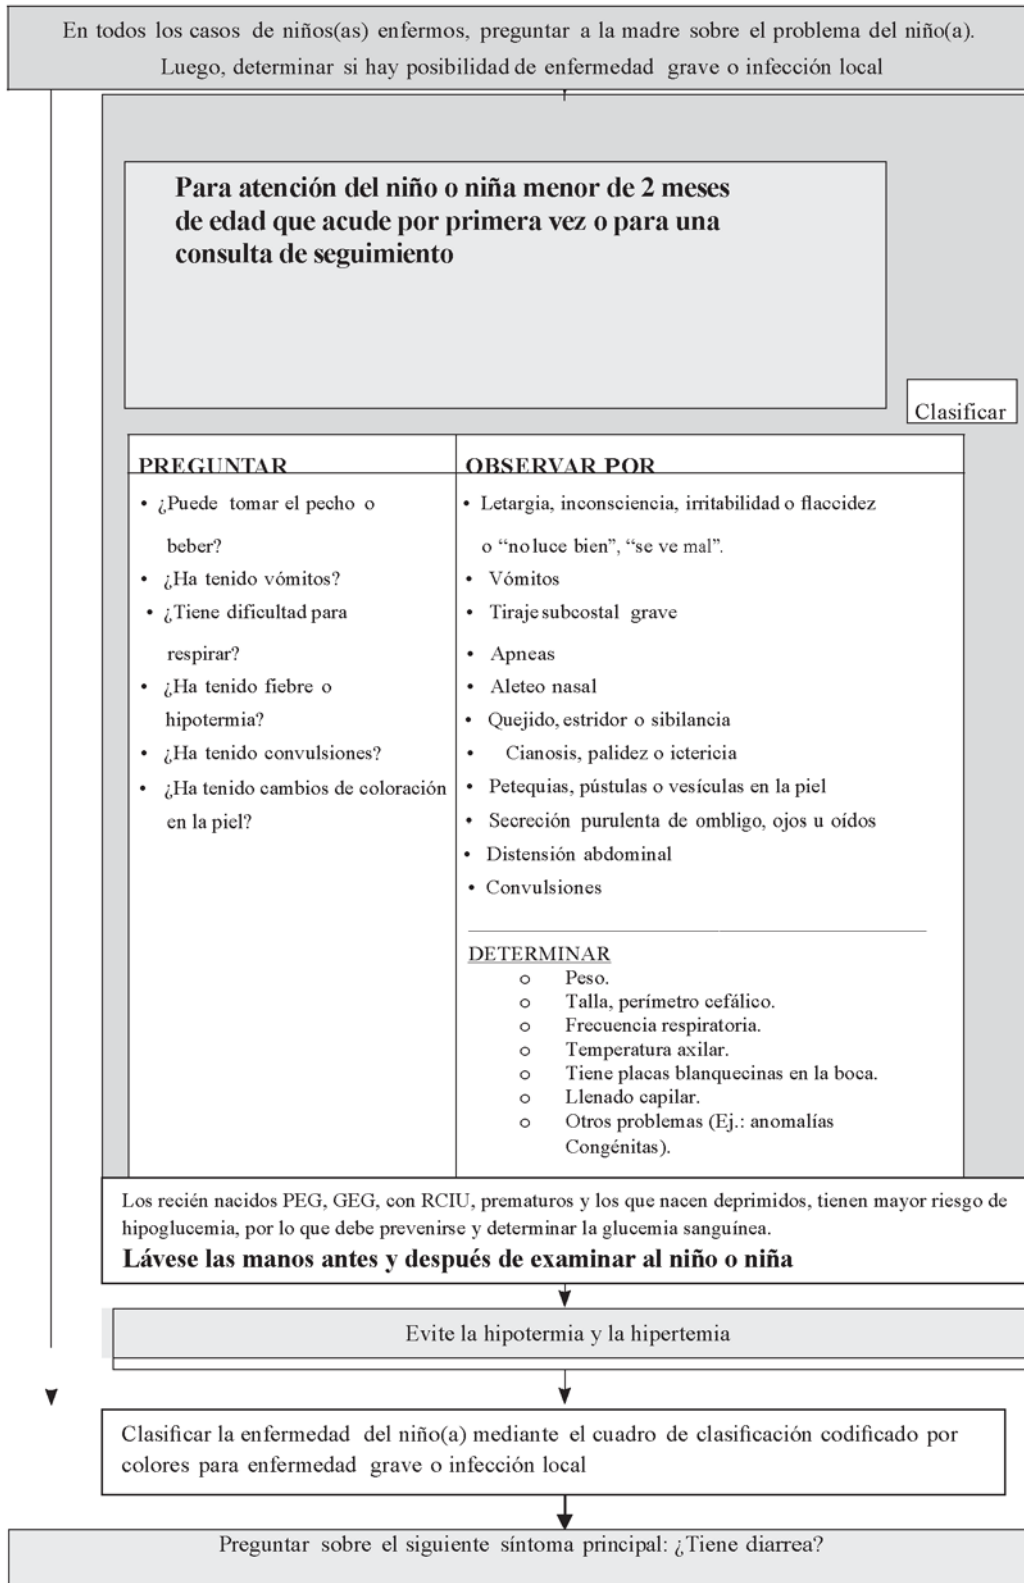 En todos los casos de niños(as) enfermos, preguntar a la madre sobre el problema del niño(a).
Luego, determinar si hay posibilidad de enfermedad grave o infección local
Para atención del niño o niña menor de 2 meses
de edad que acude por primera vez o para una
consulta de seguimiento
Clasificar
PREGUNTAR
• ¿Puede tomar el pecho o
beber?
• ¿Ha tenido vómitos?
• ¿Tiene dificultad para
respirar?
• ¿Ha tenido fiebre o
hipotermia?
• ¿Ha tenido convulsiones?
• ¿Ha tenido cambios de coloración
en la piel?
OBSERVAR POR
• Letargia, inconsciencia, irritabilidad o flaccidez
o “no luce bien”, “se ve mal”.
• Vómitos
• Tiraje subcostal grave
• Apneas
• Aleteo nasal
• Quejido, estridor o sibilancia
• Cianosis, palidez o ictericia
• Petequias, pústulas o vesículas en la piel
• Secreción purulenta de ombligo, ojos u oídos
• Distensión abdominal
• Convulsiones
DETERMINAR
o Peso.
o Talla, perímetro cefálico.
o Frecuencia respiratoria.
o Temperatura axilar.
o Tiene placas blanquecinas en la boca.
o Llenado capilar.
o Otros problemas (Ej.: anomalías
Congénitas).
Los recién nacidos PEG, GEG, con RCIU, prematuros y los que nacen deprimidos, tienen mayor riesgo de
hipoglucemia, por lo que debe prevenirse y determinar la glucemia sanguínea.
Lávese las manos antes y después de examinar al niño o niña
Evite la hipotermia y la hipertemia
Clasificar la enfermedad del niño(a) mediante el cuadro de clasificación codificado por
colores para enfermedad grave o infección local
Preguntar sobre el siguiente síntoma principal: ¿Tiene diarrea?